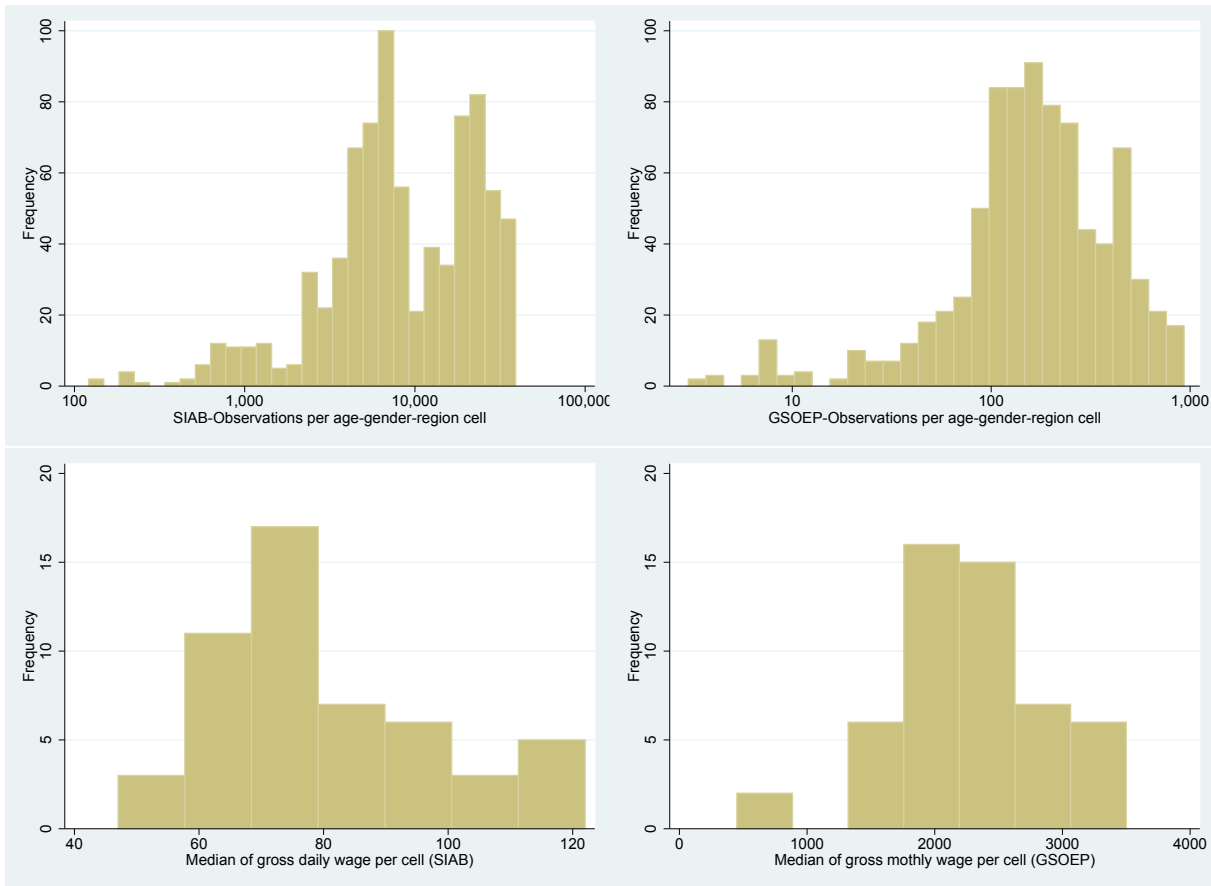 Frequency
0 20 40 60 80 100
100 1,000 10,000 100,000
SIAB-Observations per age-gender-region cell
Frequency
0 20 40 60 80 100
10 100 1,000
GSOEP-Observations per age-gender-region cell
Frequency
0 5 10 15 20
40 60 80 100 120
Median of gross daily wage per cell (SIAB)
Frequency
0 5 10 15 20
0 1000 2000 3000 4000
Median of gross mothly wage per cell (GSOEP)